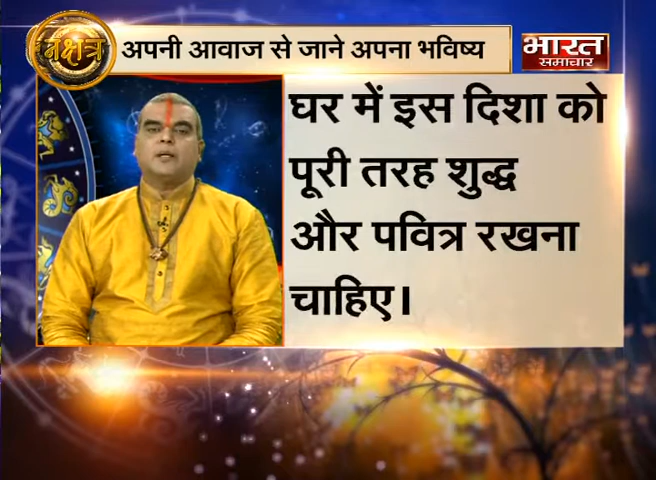 नक्षत्र
अपनी आवाज से जाने अपना भविष्य
भारत
समाचार
घर में इस दिशा को
पूरी तरह शुद्ध
और पवित्र रखना
चाहिए।